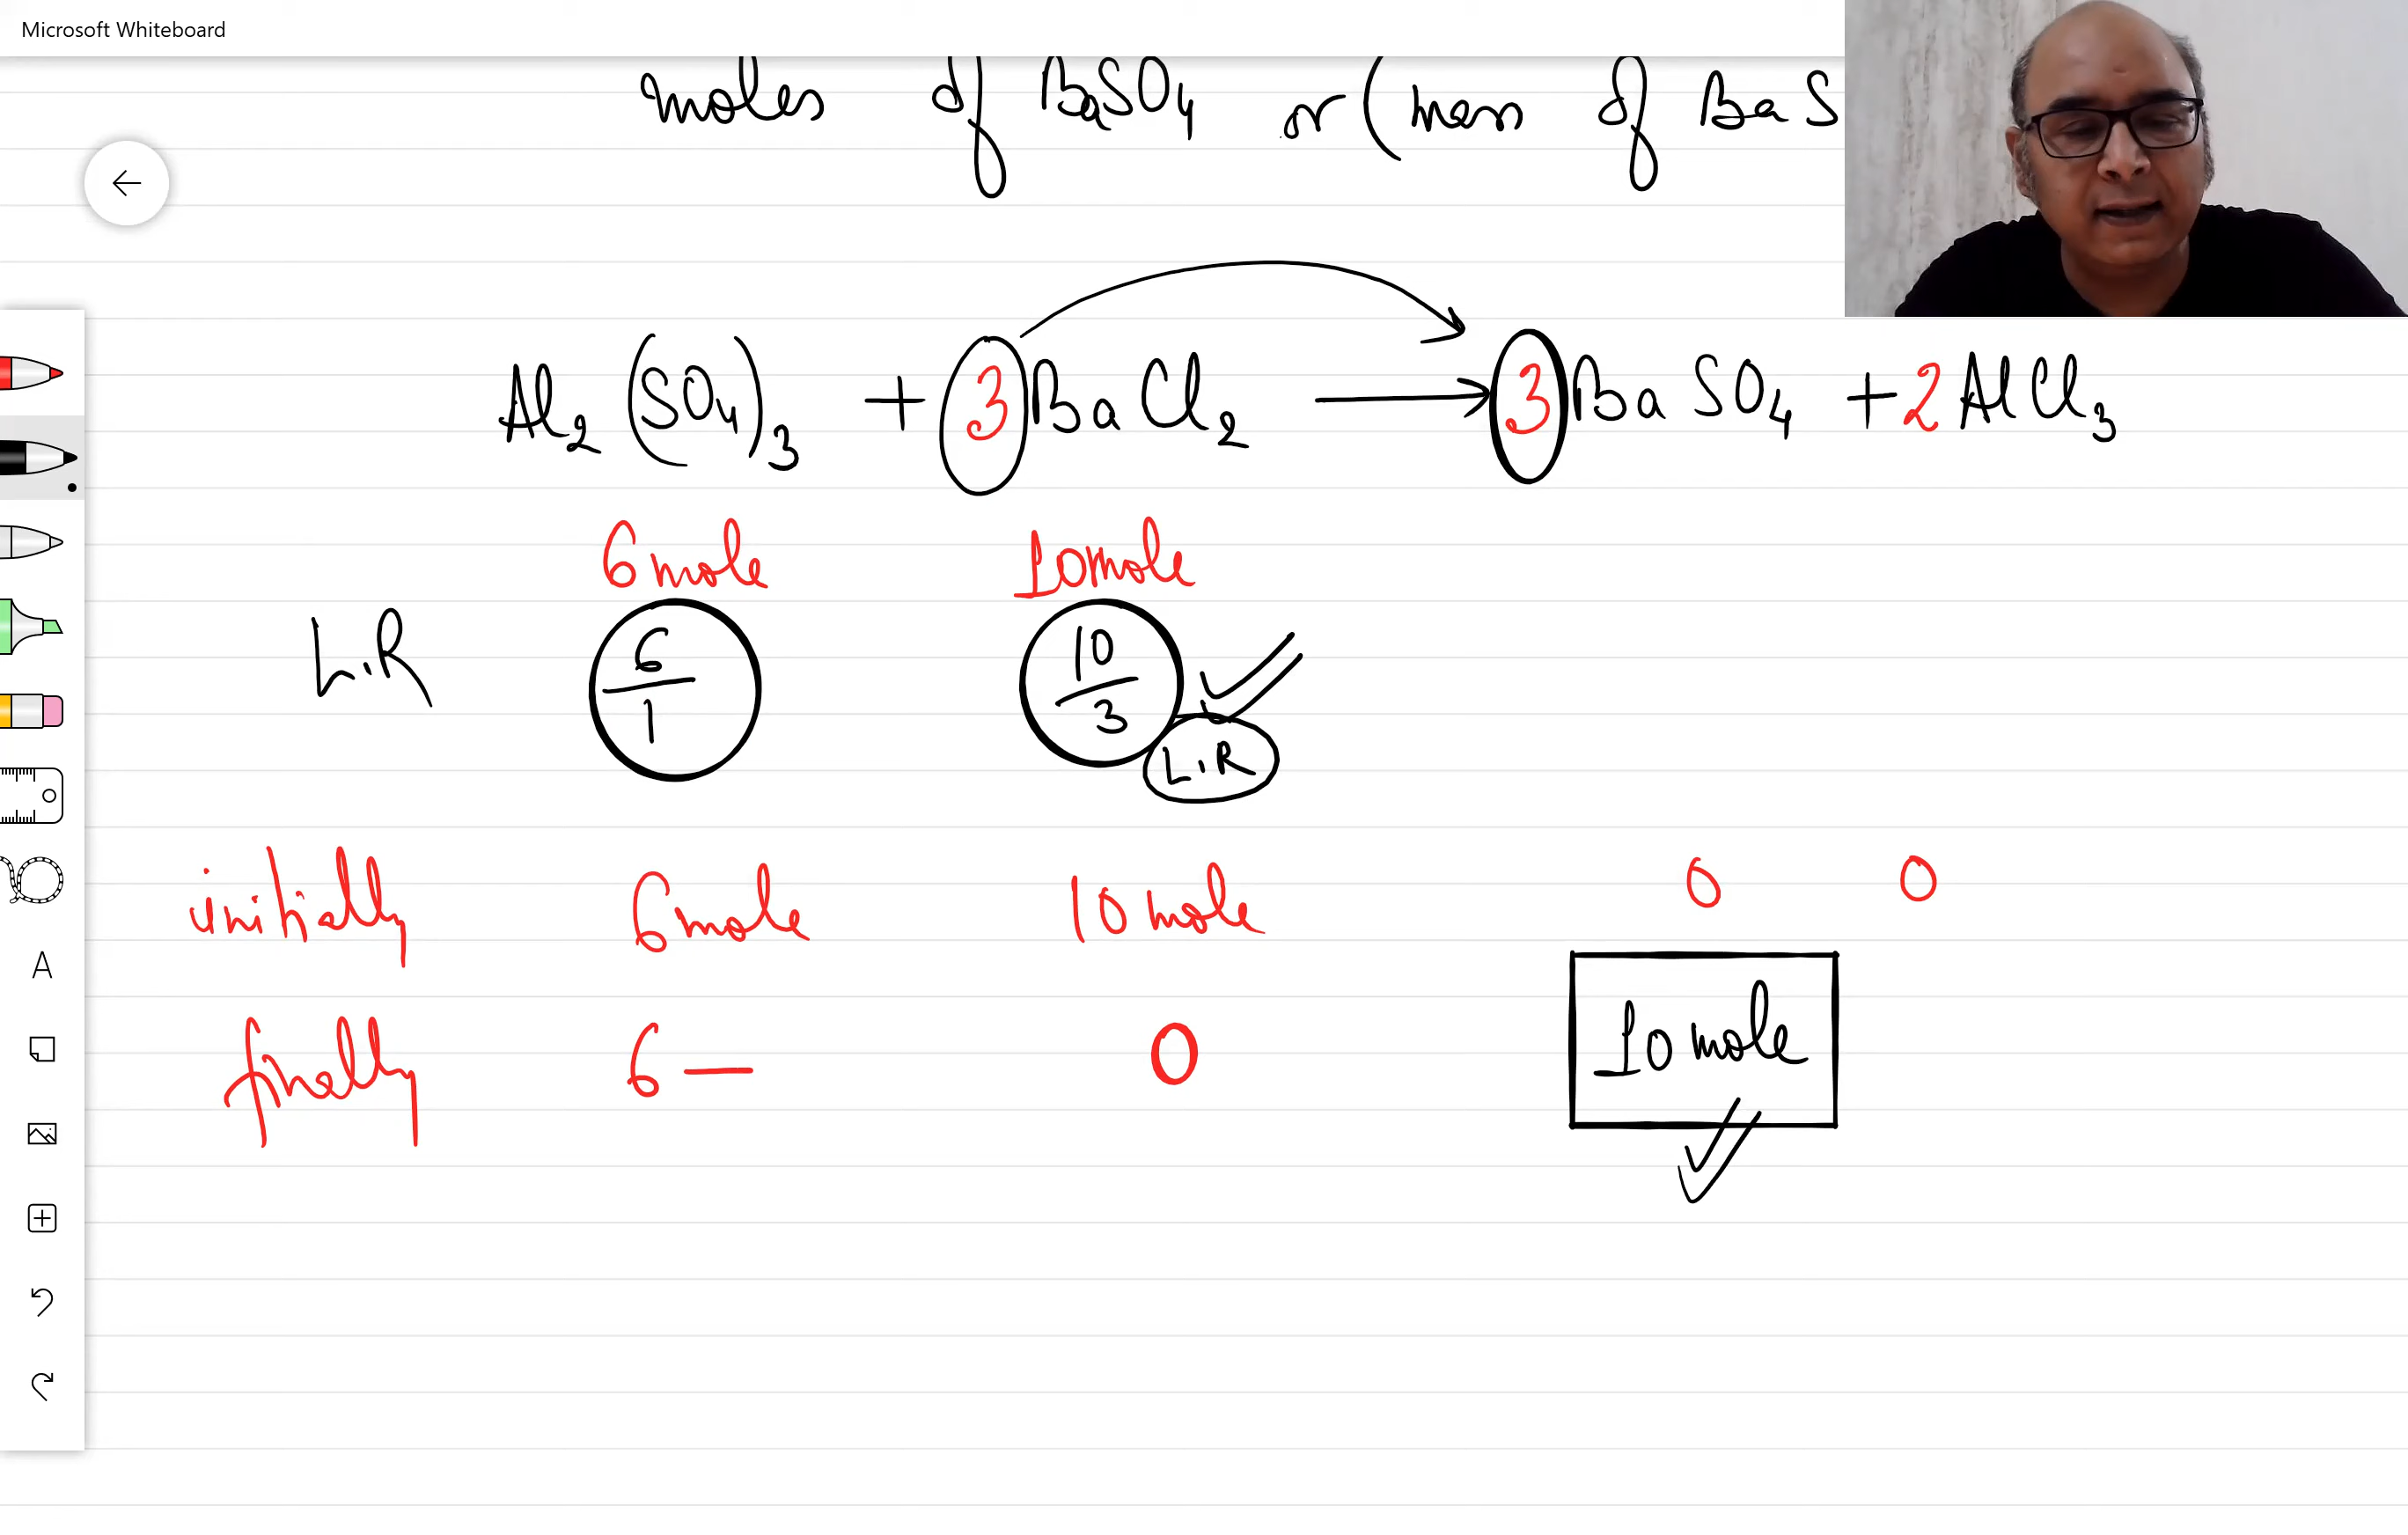 Microsoft Whiteboard
moles of BaSO4 or (mass of BaS
Al2(SO4)3 + 3BaCl2 → 3BaSO4 + 2AlCl3
6 mole 10 mole
L.R 6/1 10/3
L.R
initially 6 mole 10 mole 0 0
finally 6 — 0 10 mole
A